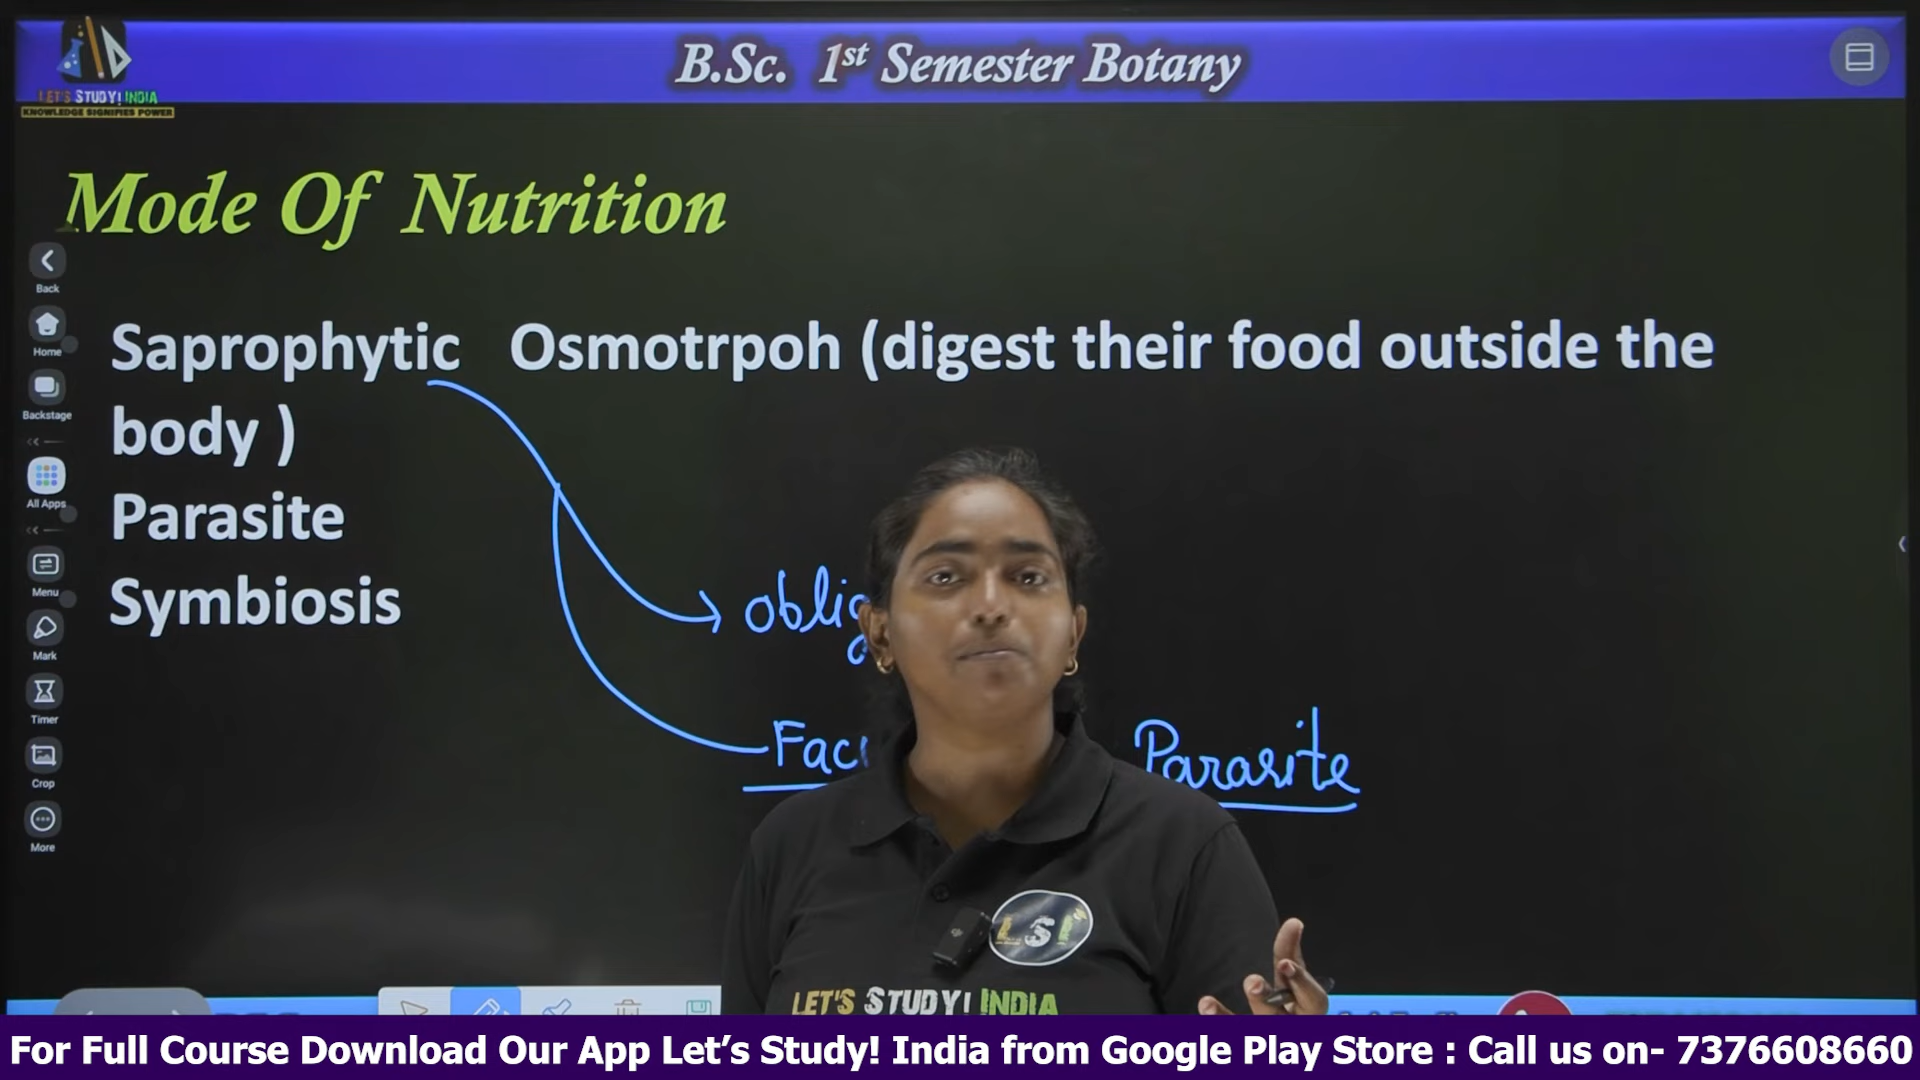 B.Sc. 1st Semester Botany
LET'S STUDY! INDIA
KNOWLEDGE SIGNIFIES POWER
Mode Of Nutrition
Back
Home
Backstage
All Apps
Menu
Mark
Timer
Crop
More
Saprophytic Osmotrpoh (digest their food outside the
body )
Parasite
Symbiosis
Parasite
LSI
LET'S STUDY! INDIA
For Full Course Download Our App Let's Study! India from Google Play Store : Call us on- 7376608660